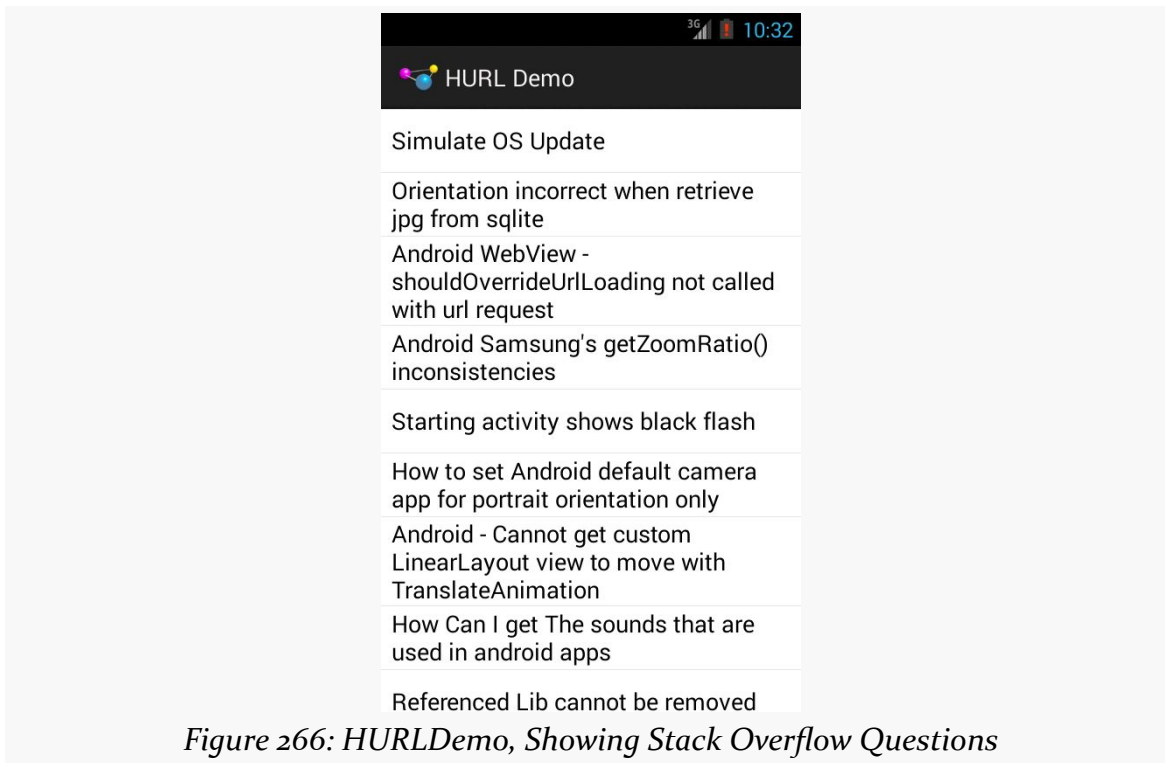 3G 10:32
HURL Demo
Simulate OS Update
Orientation incorrect when retrieve
jpg from sqlite
Android WebView -
shouldOverrideUrlLoading not called
with url request
Android Samsung's getZoomRatio()
inconsistencies
Starting activity shows black flash
How to set Android default camera
app for portrait orientation only
Android - Cannot get custom
LinearLayout view to move with
TranslateAnimation
How Can I get The sounds that are
used in android apps
Referenced Lib cannot be removed
Figure 266: HURLDemo, Showing Stack Overflow Questions